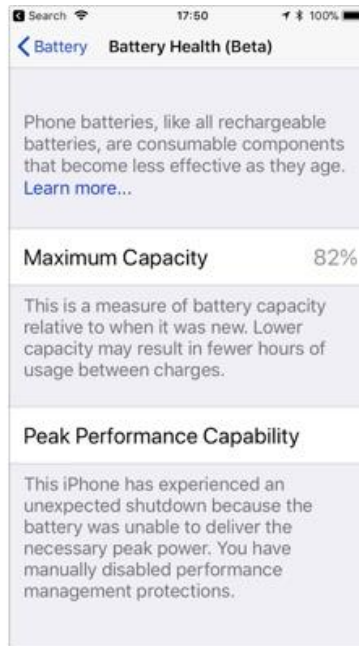 Search 17:50 100%
Battery Battery Health (Beta)
Phone batteries, like all rechargeable
batteries, are consumable components
that become less effective as they age.
Learn more...
Maximum Capacity 82%
This is a measure of battery capacity
relative to when it was new. Lower
capacity may result in fewer hours of
usage between charges.
Peak Performance Capability
This iPhone has experienced an
unexpected shutdown because the
battery was unable to deliver the
necessary peak power. You have
manually disabled performance
management protections.